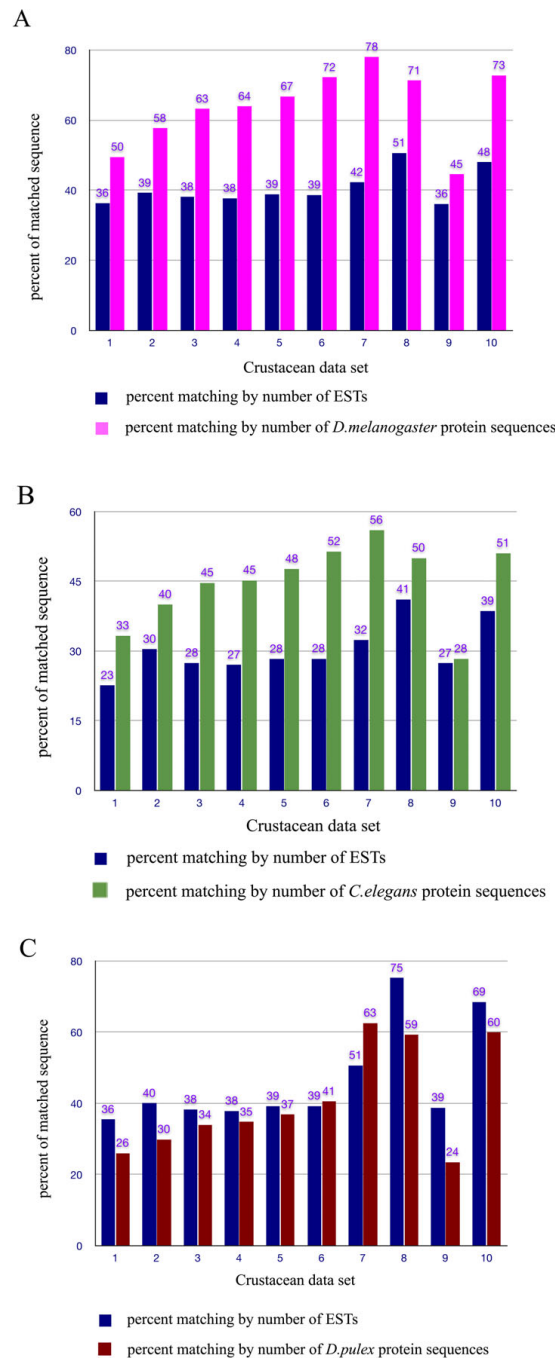 A
percent of matched sequence
80
60
40
20
0
36 50 39 58 38 63 38 64 39 67 39 72 42 78 51 71 36 45 48 73
1 2 3 4 5 6 7 8 9 10
Crustacean data set
percent matching by number of ESTs
percent matching by number of D.melanogaster protein sequences
B
percent of matched sequence
60
45
30
15
0
23 33 30 40 28 45 27 45 28 48 28 52 32 56 41 50 27 28 39 51
1 2 3 4 5 6 7 8 9 10
Crustacean data set
percent matching by number of ESTs
percent matching by number of C.elegans protein sequences
C
percent of matched sequence
80
60
40
20
0
36 26 40 30 38 34 38 35 39 37 39 41 51 63 75 59 39 24 69 60
1 2 3 4 5 6 7 8 9 10
Crustacean data set
percent matching by number of ESTs
percent matching by number of D.pulex protein sequences